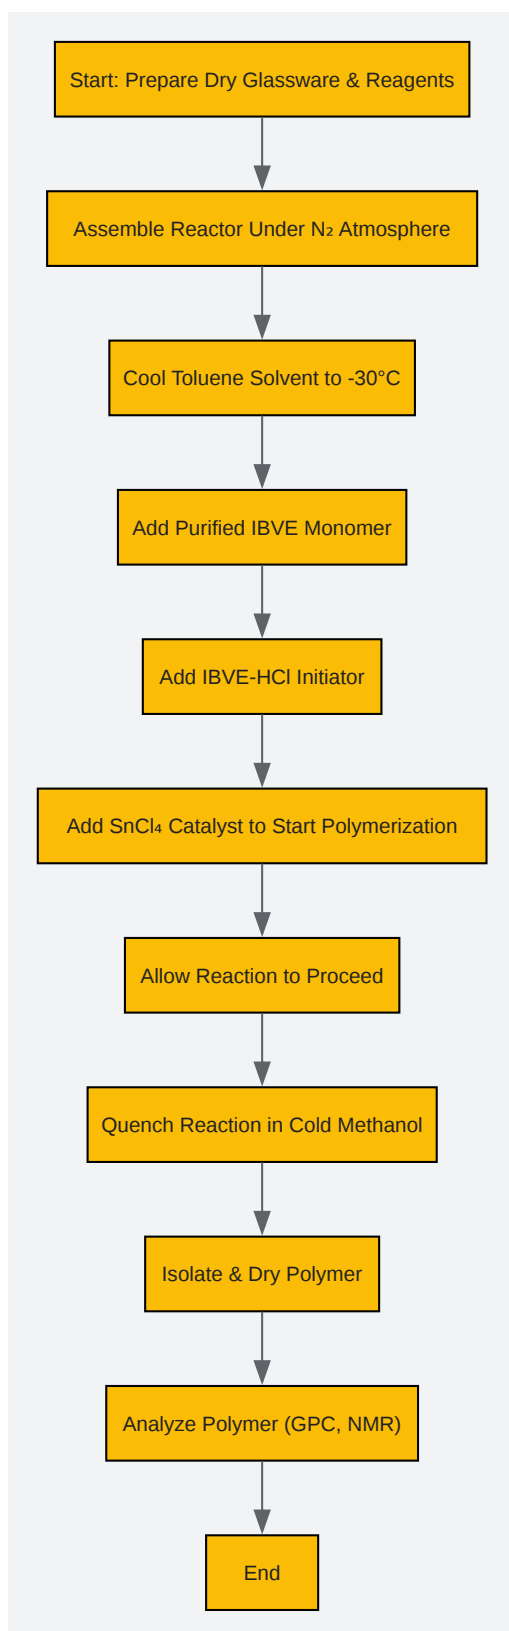 Start: Prepare Dry Glassware & Reagents
Assemble Reactor Under N₂ Atmosphere
Cool Toluene Solvent to -30°C
Add Purified IBVE Monomer
Add IBVE-HCl Initiator
Add SnCl₄ Catalyst to Start Polymerization
Allow Reaction to Proceed
Quench Reaction in Cold Methanol
Isolate & Dry Polymer
Analyze Polymer (GPC, NMR)
End